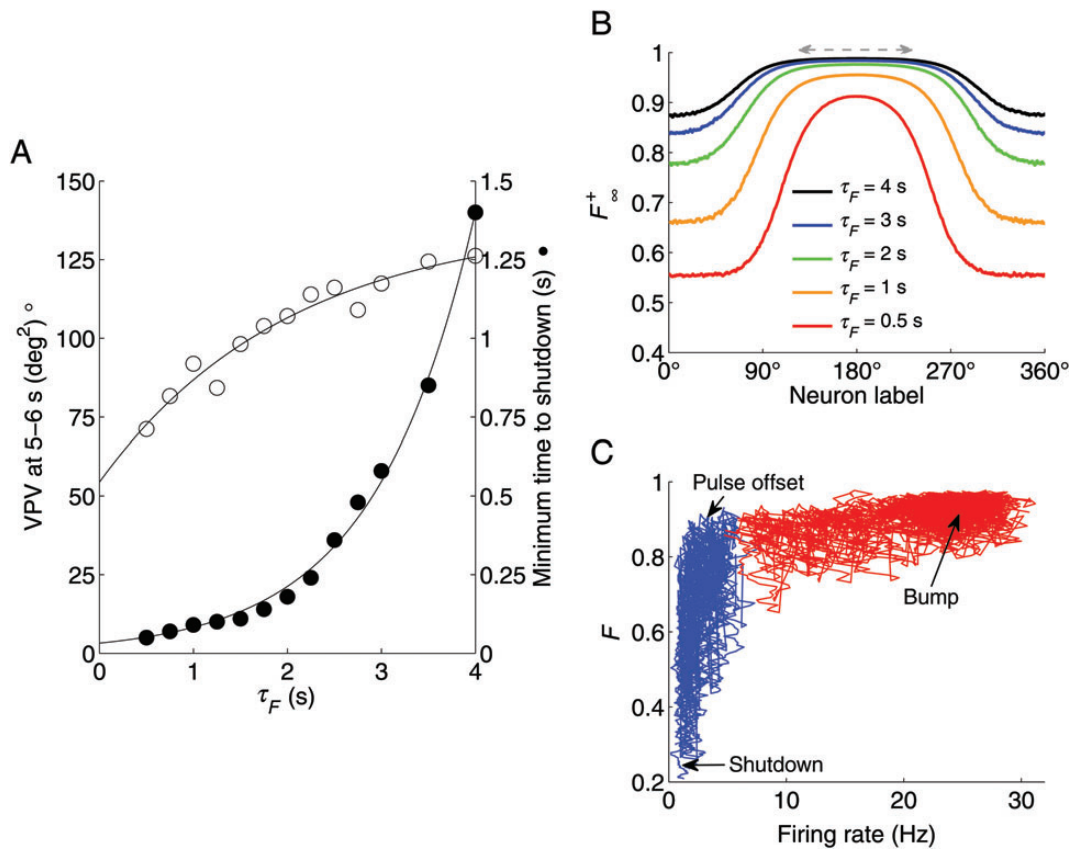 A
150
125
100
75
50
25
0
VPV at 5–6 s (deg²) °
1.5
1.25
1
0.75
0.5
0.25
0
Minimum time to shutdown (s) •
0 1 2 3 4
τF (s)
B
1
0.9
0.8
0.7
0.6
0.5
0.4
F∞+
τF = 4 s
τF = 3 s
τF = 2 s
τF = 1 s
τF = 0.5 s
0° 90° 180° 270° 360°
Neuron label
C
1
0.8
0.6
0.4
0.2
F
Pulse offset
Bump
Shutdown
0 10 20 30
Firing rate (Hz)